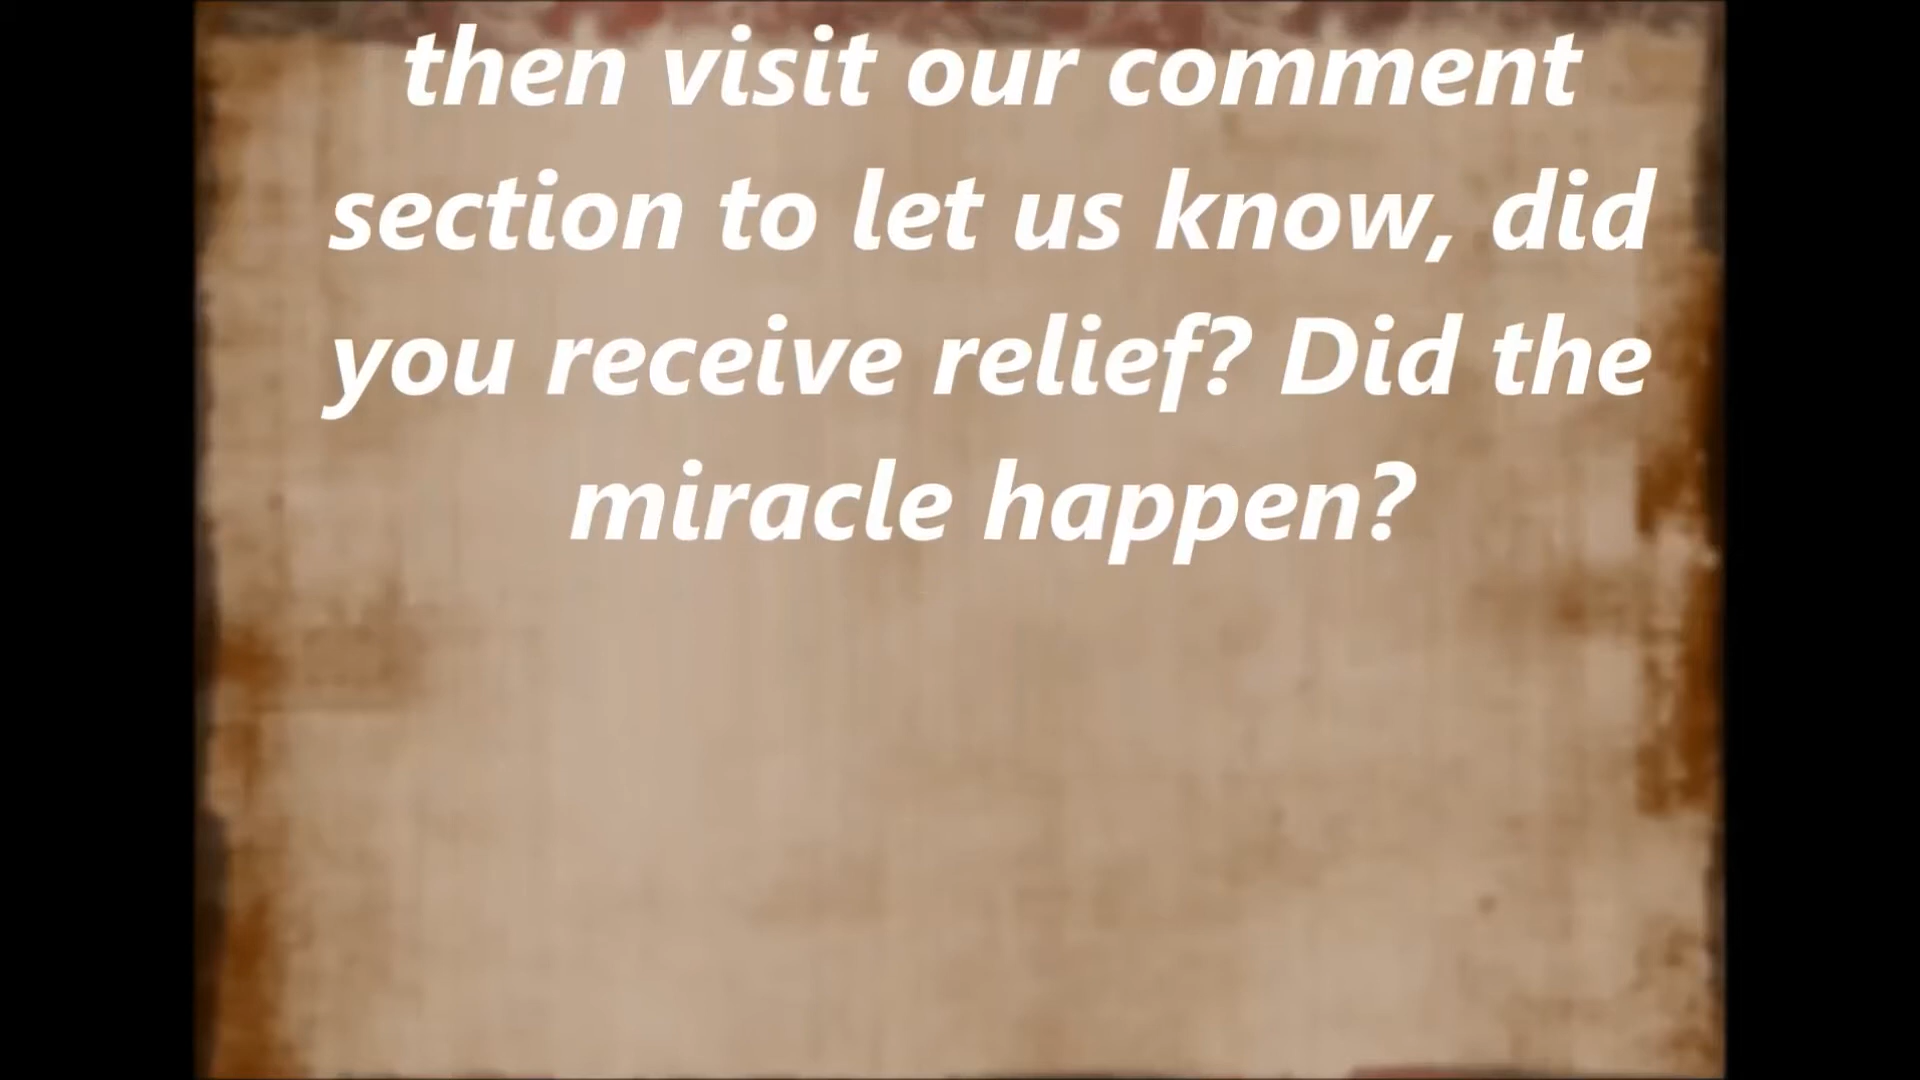 then visit our comment
section to let us know, did
you receive relief? Did the
miracle happen?